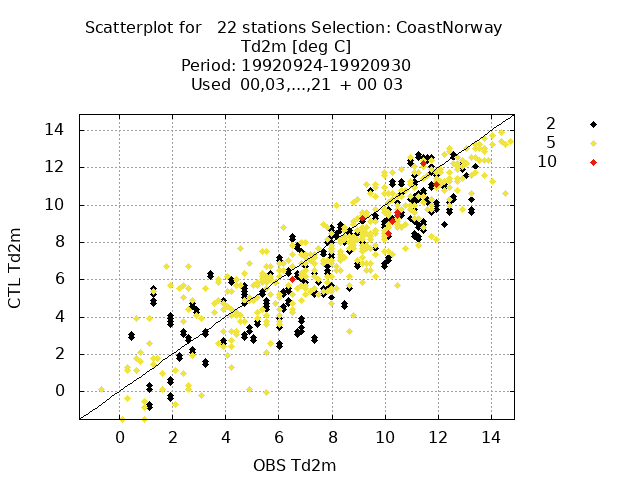 Scatterplot for 22 stations Selection: CoastNorway
Td2m [deg C]
Period: 19920924-19920930
Used 00,03,...,21 + 00 03
2
5
10
CTL Td2m
14
12
10
8
6
4
2
0
0 2 4 6 8 10 12 14
OBS Td2m